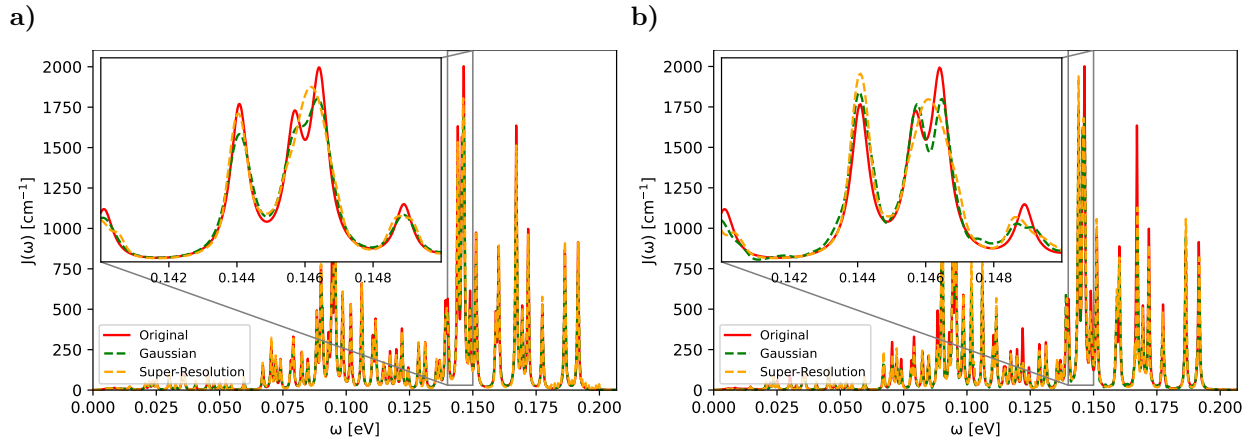 a)
2000
1750
1500
1250
1000
750
500
250
0
J(ω) [cm⁻¹]
0.142 0.144 0.146 0.148
Original
Gaussian
Super-Resolution
0.000 0.025 0.050 0.075 0.100 0.125 0.150 0.175 0.200
ω [eV]
b)
2000
1750
1500
1250
1000
750
500
250
0
J(ω) [cm⁻¹]
0.142 0.144 0.146 0.148
Original
Gaussian
Super-Resolution
0.000 0.025 0.050 0.075 0.100 0.125 0.150 0.175 0.200
ω [eV]